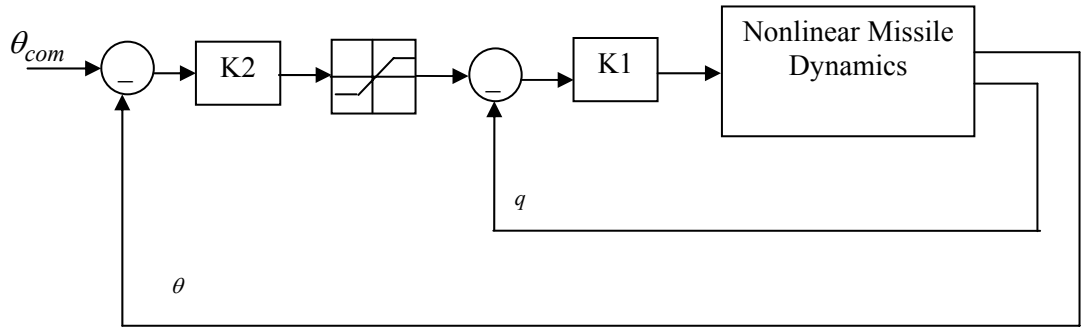 θcom
K2
K1
Nonlinear Missile
Dynamics
_
_
q
θ